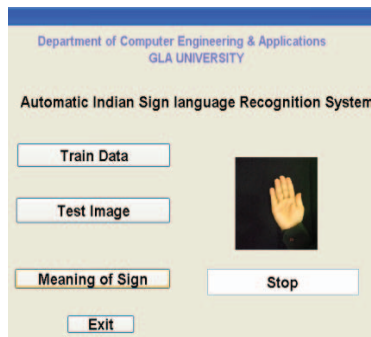 Department of Computer Engineering & Applications
GLA UNIVERSITY
Automatic Indian Sign language Recognition System
Train Data
Test Image
Meaning of Sign
Stop
Exit